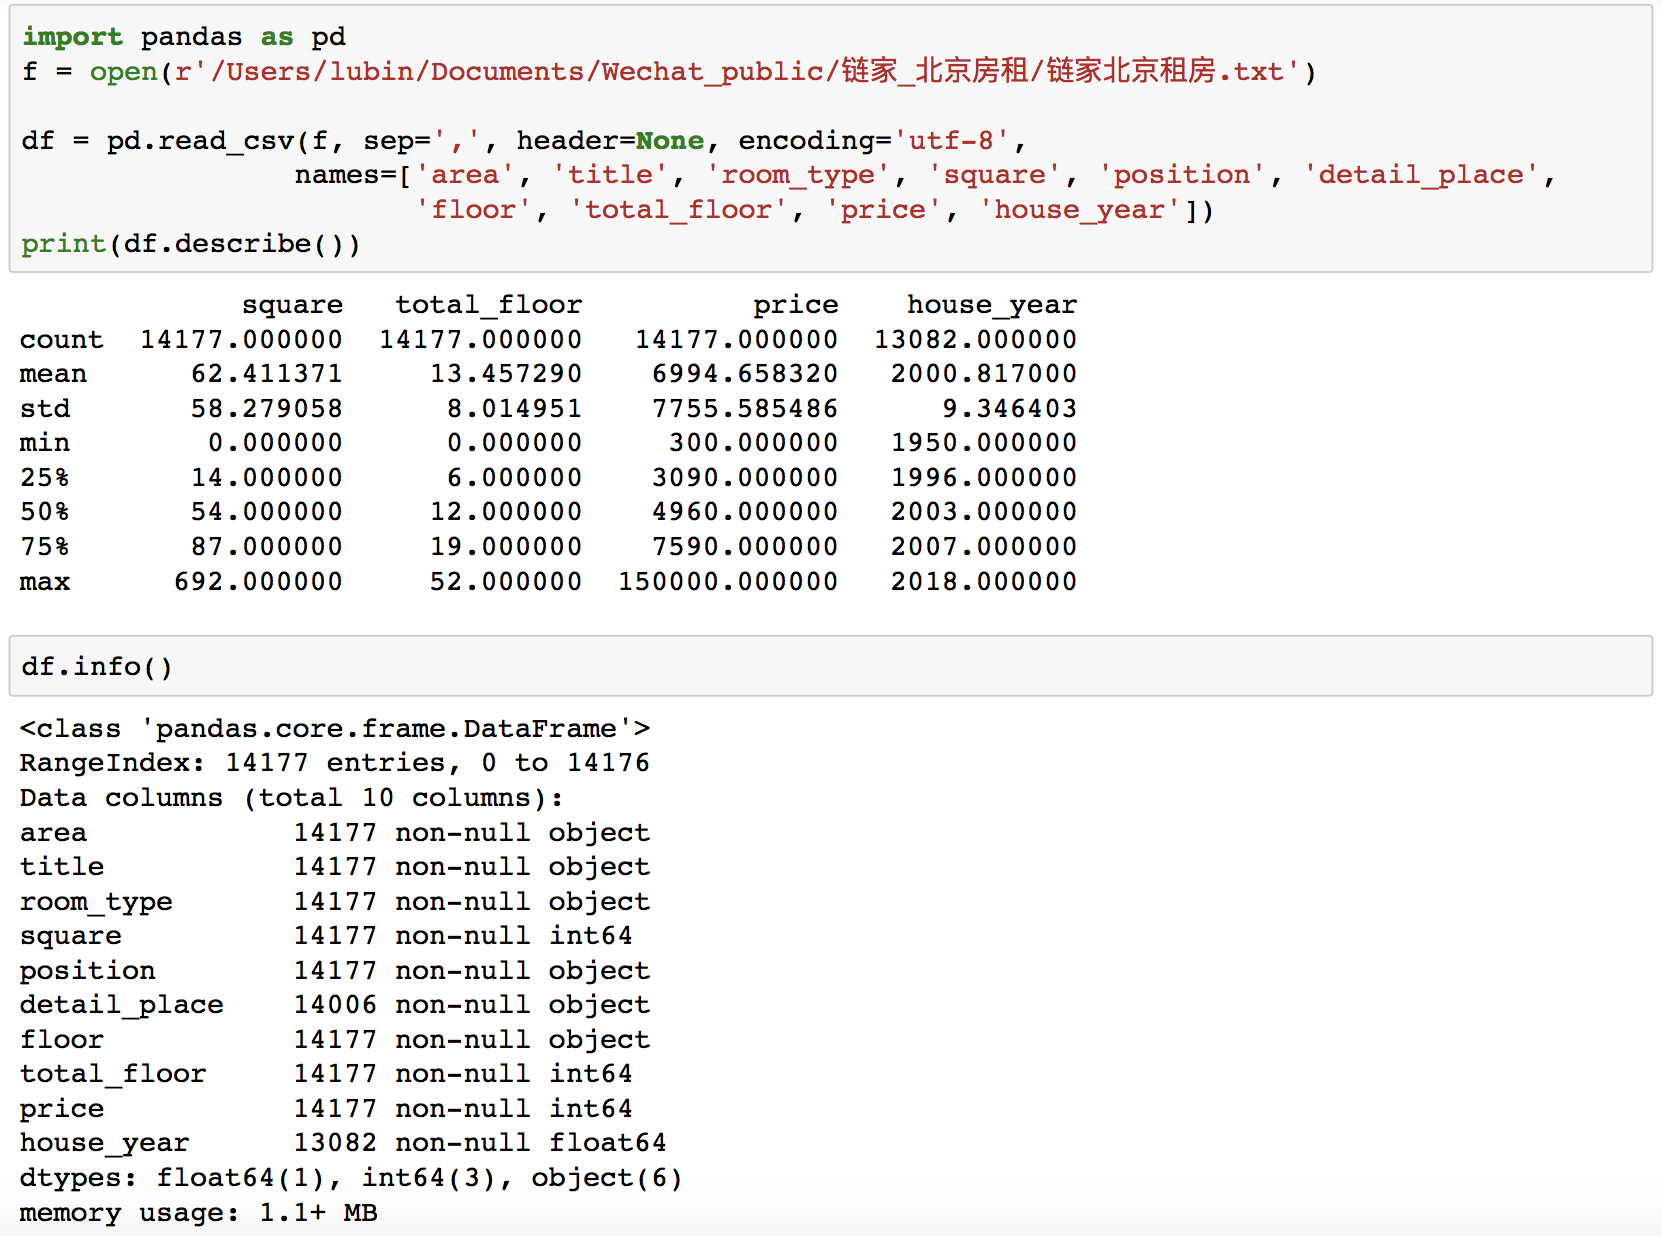 import pandas as pd
f = open(r'/Users/lubin/Documents/Wechat_public/链家_北京房租/链家北京租房.txt')
df = pd.read_csv(f, sep=',', header=None, encoding='utf-8',
names=['area', 'title', 'room_type', 'square', 'position', 'detail_place',
'floor', 'total_floor', 'price', 'house_year'])
print(df.describe())
square total_floor price house_year
count 14177.000000 14177.000000 14177.000000 13082.000000
mean 62.411371 13.457290 6994.658320 2000.817000
std 58.279058 8.014951 7755.585486 9.346403
min 0.000000 0.000000 300.000000 1950.000000
25% 14.000000 6.000000 3090.000000 1996.000000
50% 54.000000 12.000000 4960.000000 2003.000000
75% 87.000000 19.000000 7590.000000 2007.000000
max 692.000000 52.000000 150000.000000 2018.000000
df.info()
<class 'pandas.core.frame.DataFrame'>
RangeIndex: 14177 entries, 0 to 14176
Data columns (total 10 columns):
area 14177 non-null object
title 14177 non-null object
room_type 14177 non-null object
square 14177 non-null int64
position 14177 non-null object
detail_place 14006 non-null object
floor 14177 non-null object
total_floor 14177 non-null int64
price 14177 non-null int64
house_year 13082 non-null float64
dtypes: float64(1), int64(3), object(6)
memory usage: 1.1+ MB